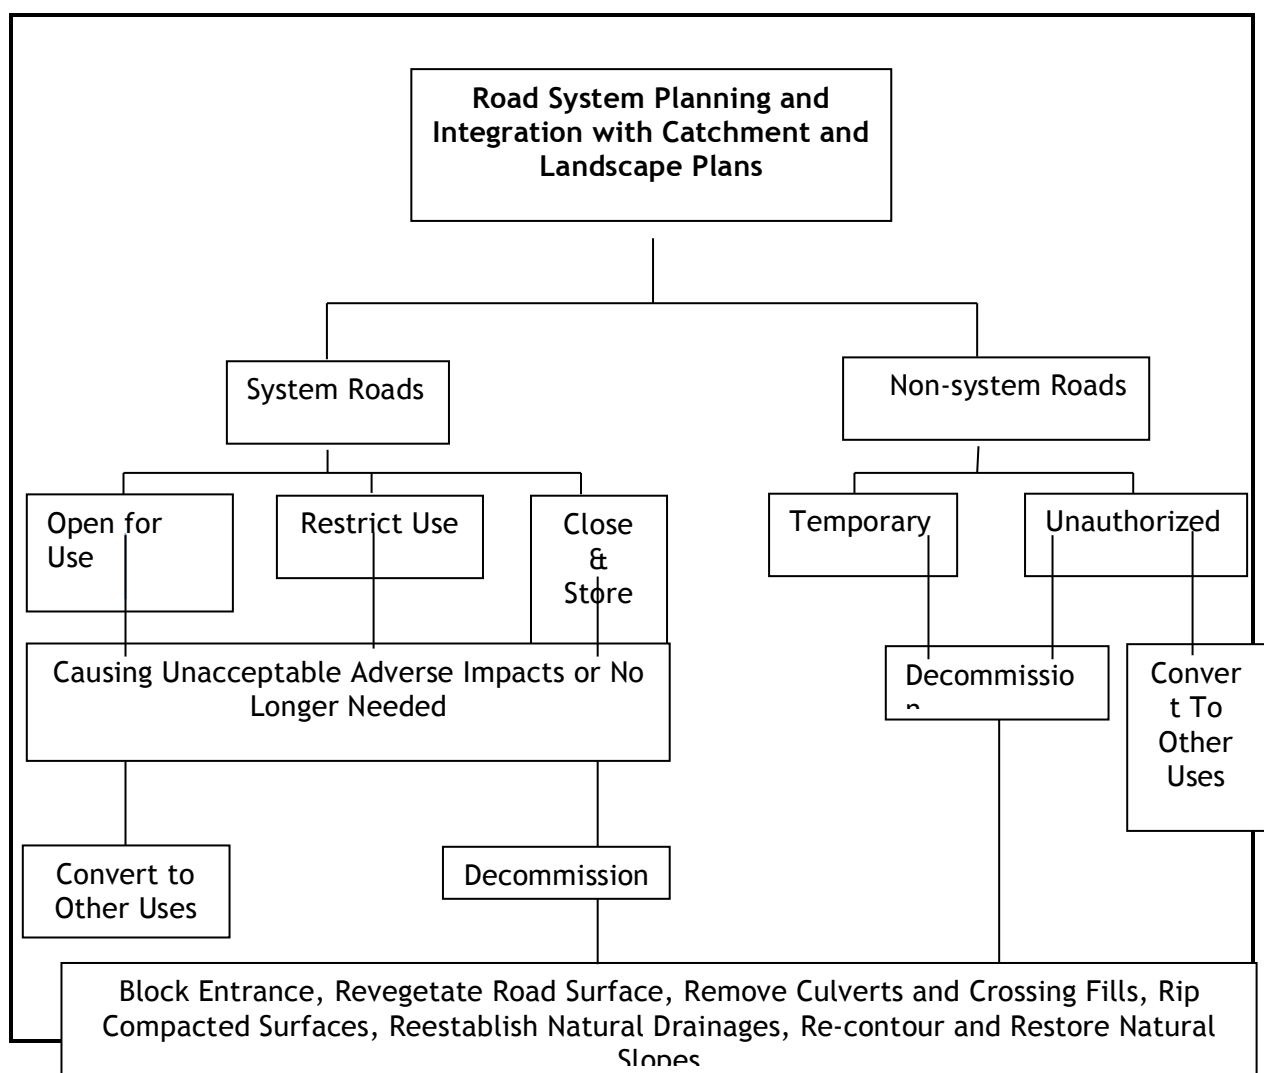 Road System Planning and
Integration with Catchment and
Landscape Plans
System Roads
Non-system Roads
Open for
Use
Restrict Use
Close
&
Store
Temporary
Unauthorized
Causing Unacceptable Adverse Impacts or No
Longer Needed
Decommissio
n
Conver
t To
Other
Uses
Convert to
Other Uses
Decommission
Block Entrance, Revegetate Road Surface, Remove Culverts and Crossing Fills, Rip
Compacted Surfaces, Reestablish Natural Drainages, Re-contour and Restore Natural
Slopes